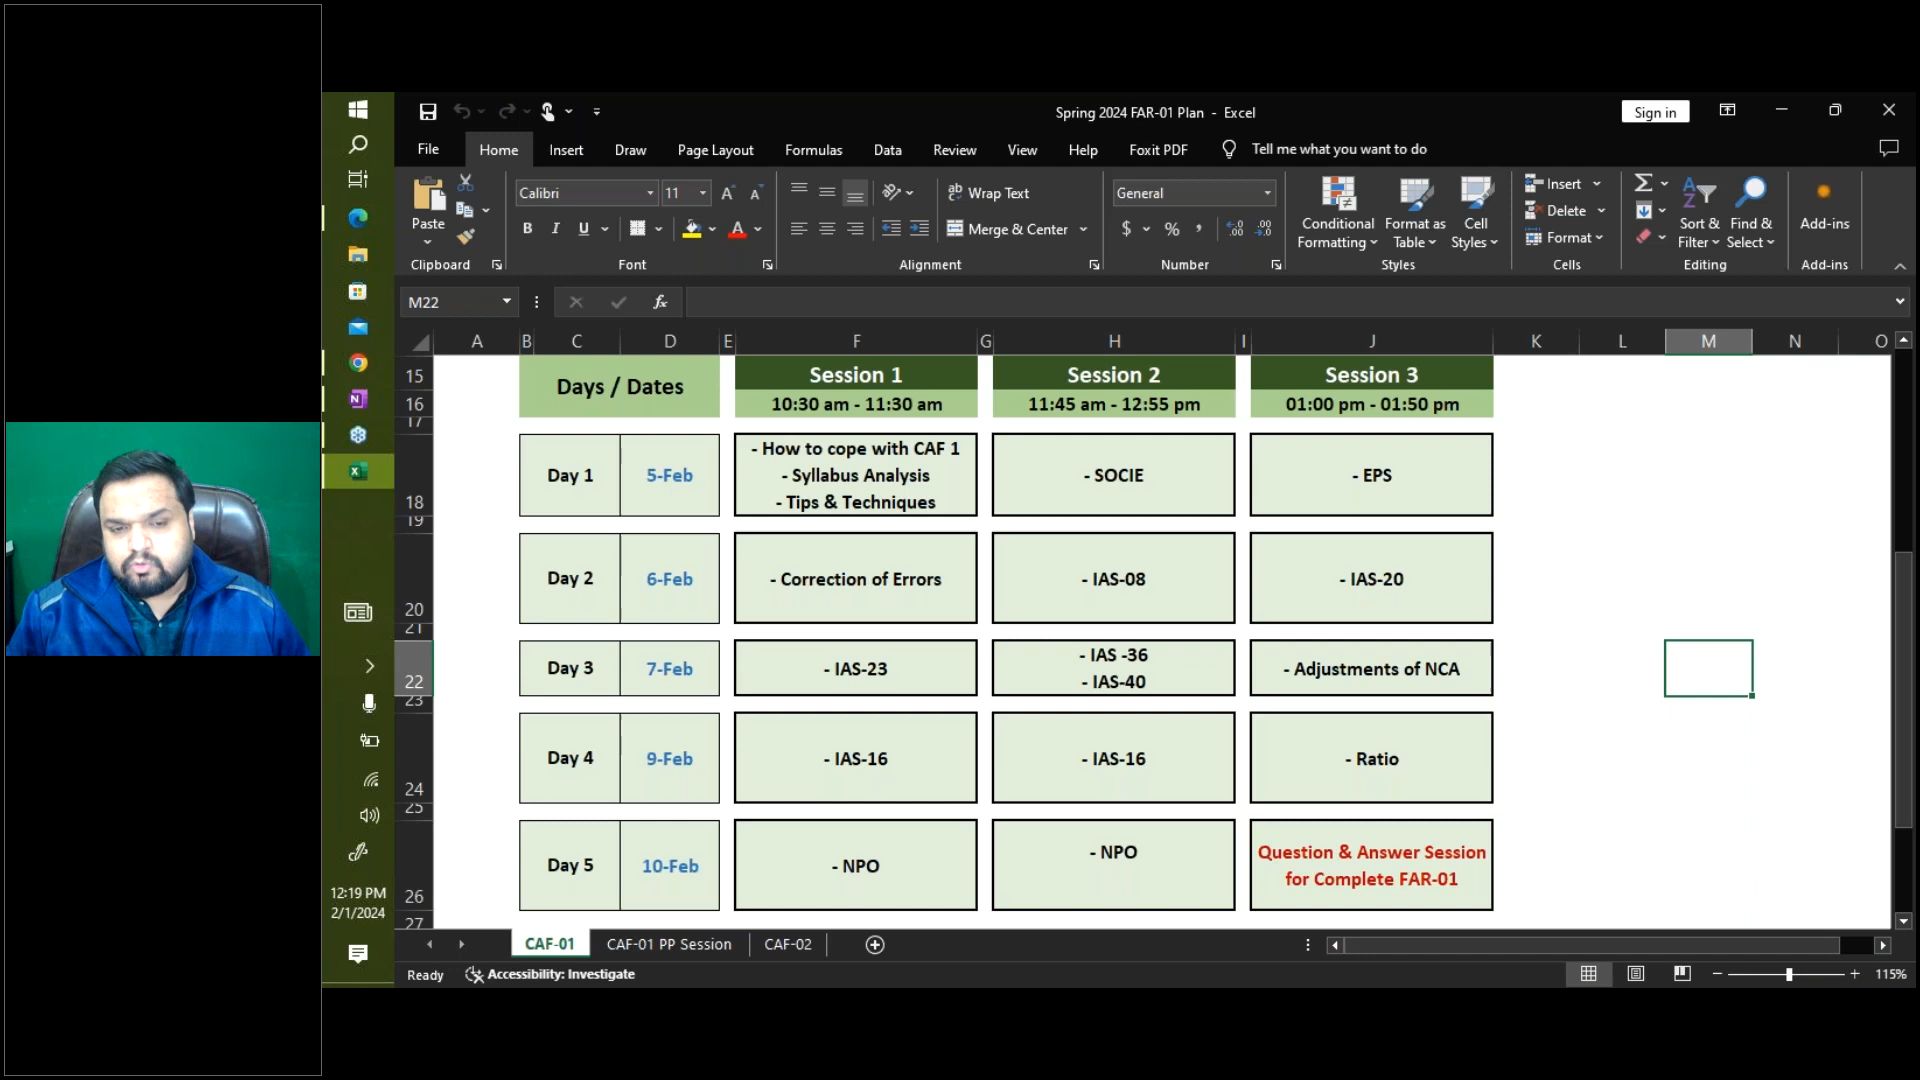 Spring 2024 FAR-01 Plan - Excel
Sign in
File Home Insert Draw Page Layout Formulas Data Review View Help Foxit PDF Tell me what you want to do
Paste
Calibri 11
Wrap Text
General
Insert
B I U
Merge & Center
$ % ,
Delete
Format
Conditional Formatting
Format as Table
Cell Styles
Sort & Filter
Find & Select
Add-ins
Clipboard Font Alignment Number Styles Cells Editing Add-ins
M22
fx
A B C D E F G H I J K L M N O
15
16
17
18
19
20
21
22
23
24
25
26
27
Days / Dates
Session 1 Session 2 Session 3
10:30 am - 11:30 am 11:45 am - 12:55 pm 01:00 pm - 01:50 pm
Day 1 5-Feb
- How to cope with CAF 1
- Syllabus Analysis
- Tips & Techniques
- SOCIE
- EPS
Day 2 6-Feb - Correction of Errors - IAS-08 - IAS-20
Day 3 7-Feb - IAS-23
- IAS -36
- IAS-40
- Adjustments of NCA
Day 4 9-Feb - IAS-16 - IAS-16 - Ratio
Day 5 10-Feb - NPO - NPO
Question & Answer Session
for Complete FAR-01
12:19 PM
2/1/2024
CAF-01 CAF-01 PP Session CAF-02
Ready Accessibility: Investigate 115%